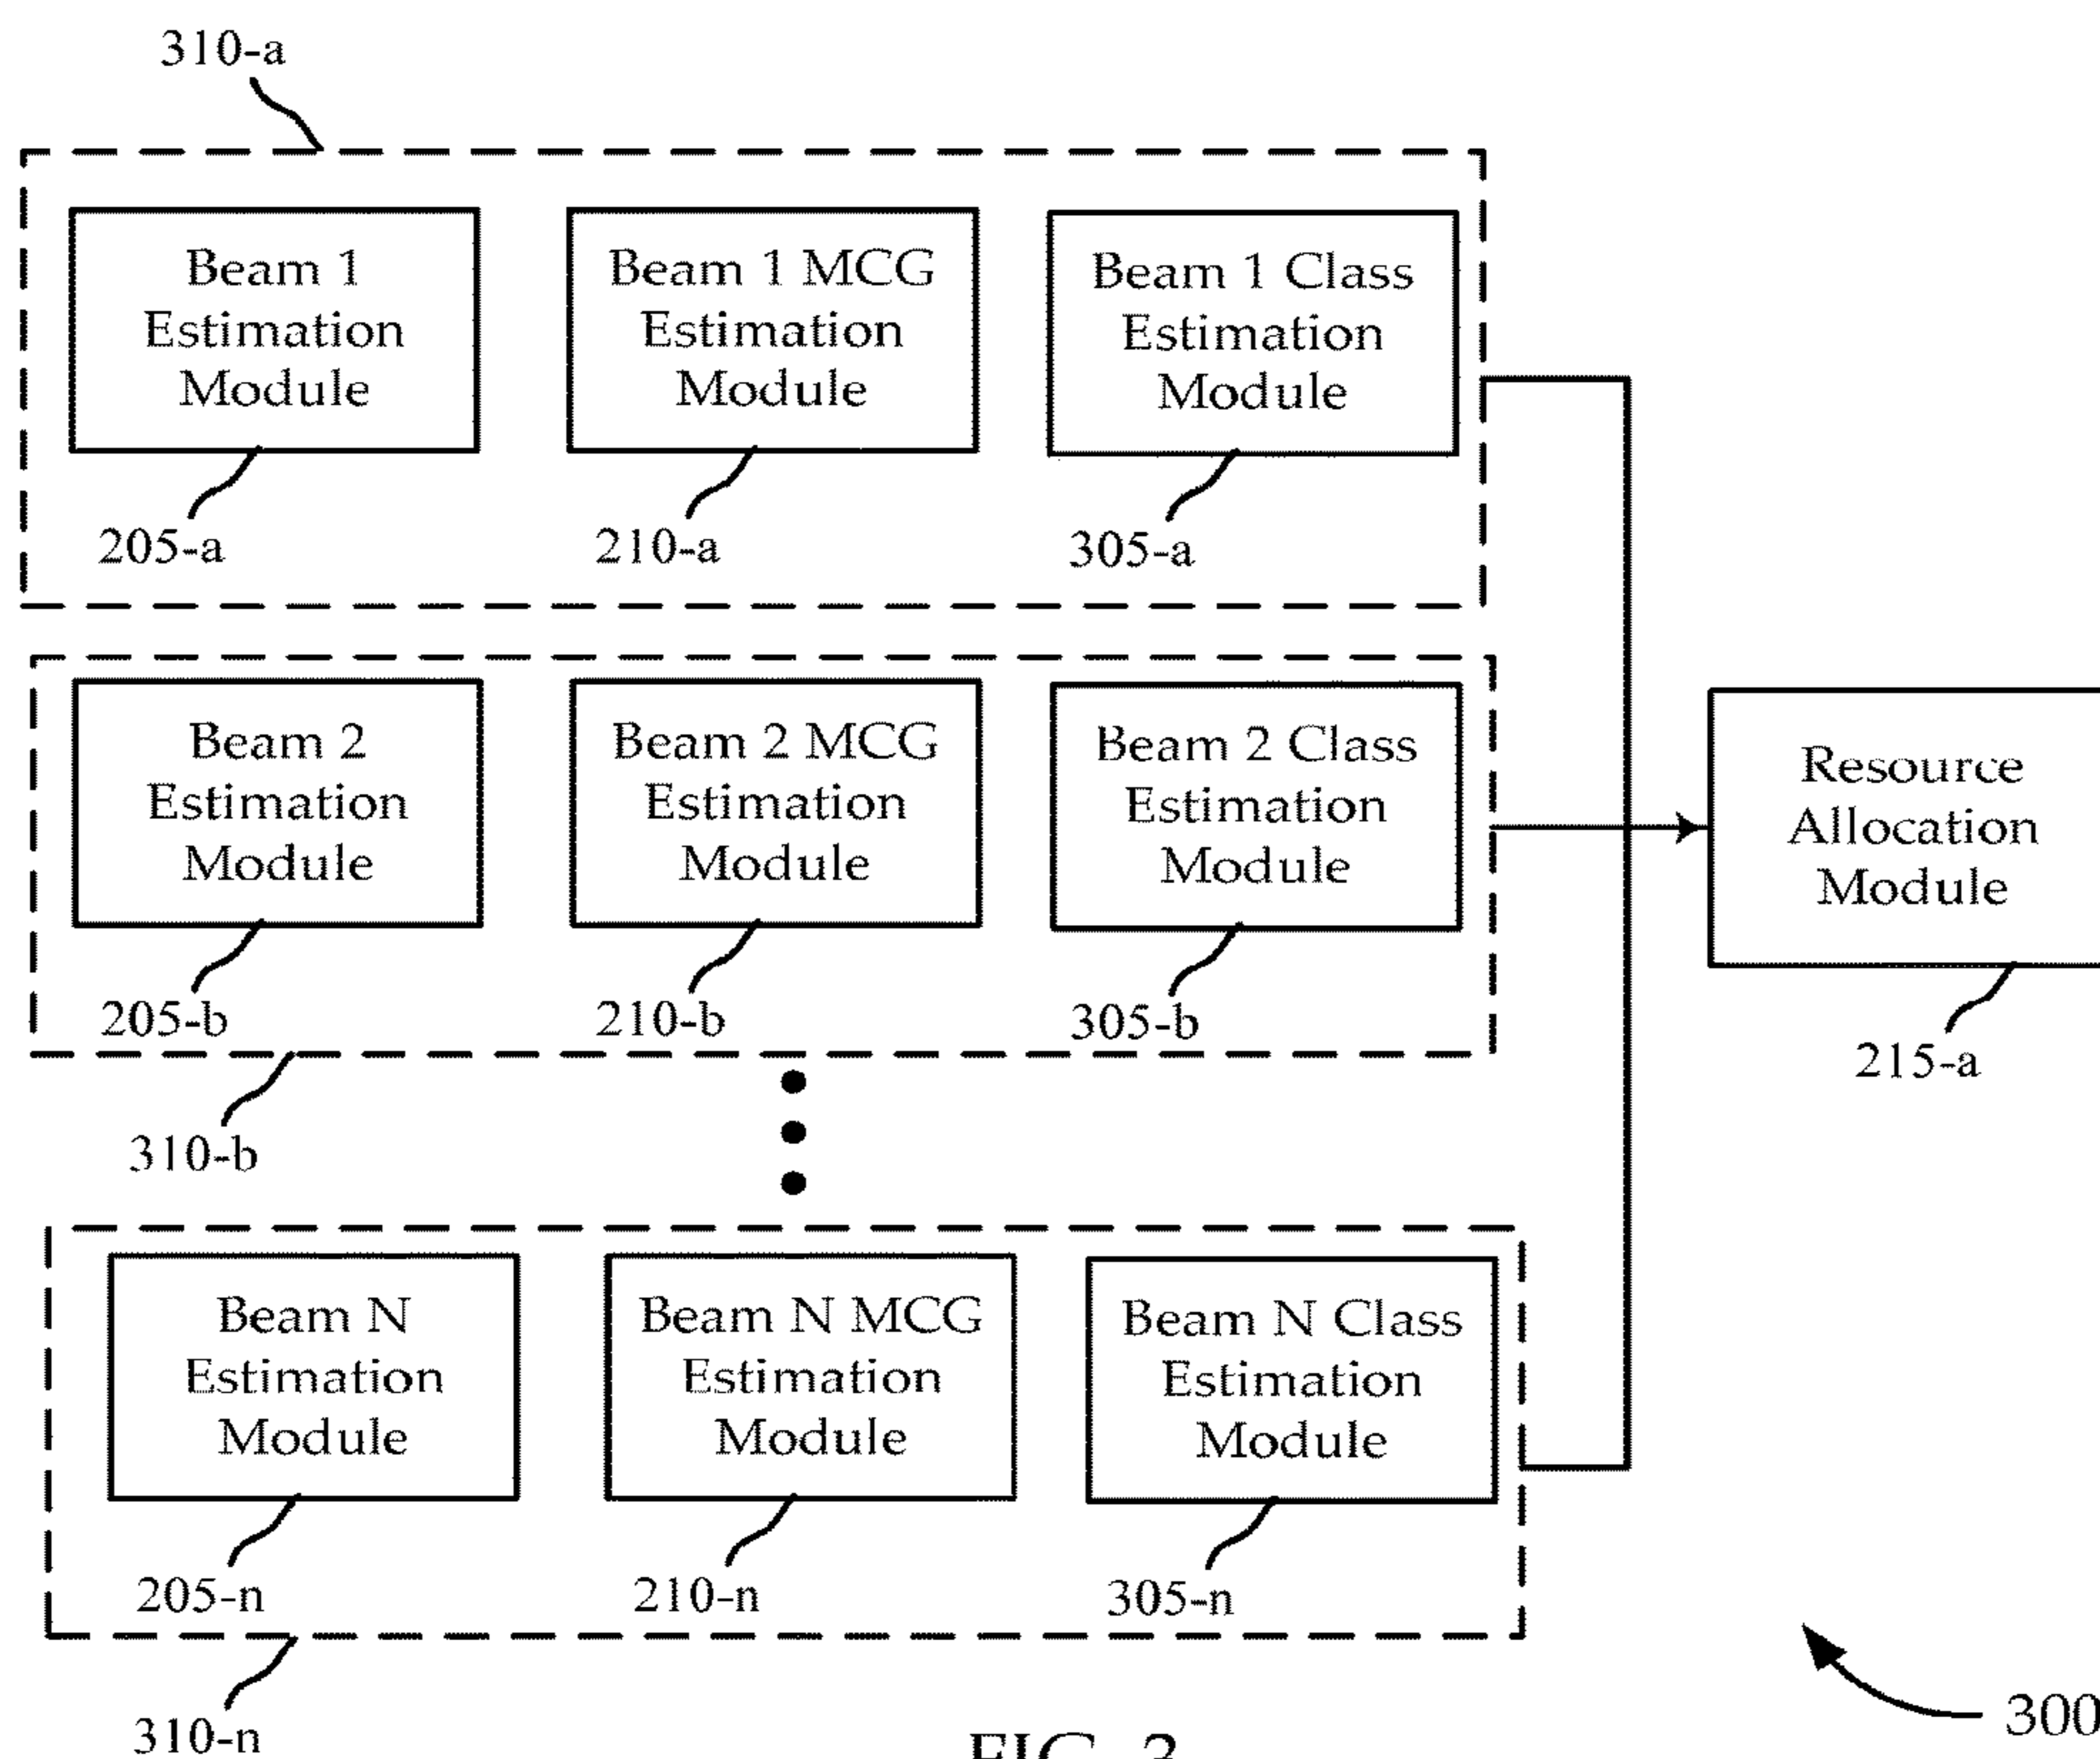 310-a
Beam 1
Estimation
Module
Beam 1 MCG
Estimation
Module
Beam 1 Class
Estimation
Module
205-a
210-a
305-a
Beam 2
Estimation
Module
Beam 2 MCG
Estimation
Module
Beam 2 Class
Estimation
Module
205-b
210-b
305-b
Resource
Allocation
Module
215-a
310-b
Beam N
Estimation
Module
Beam N MCG
Estimation
Module
Beam N Class
Estimation
Module
205-n
210-n
305-n
310-n
300
FIG. 3